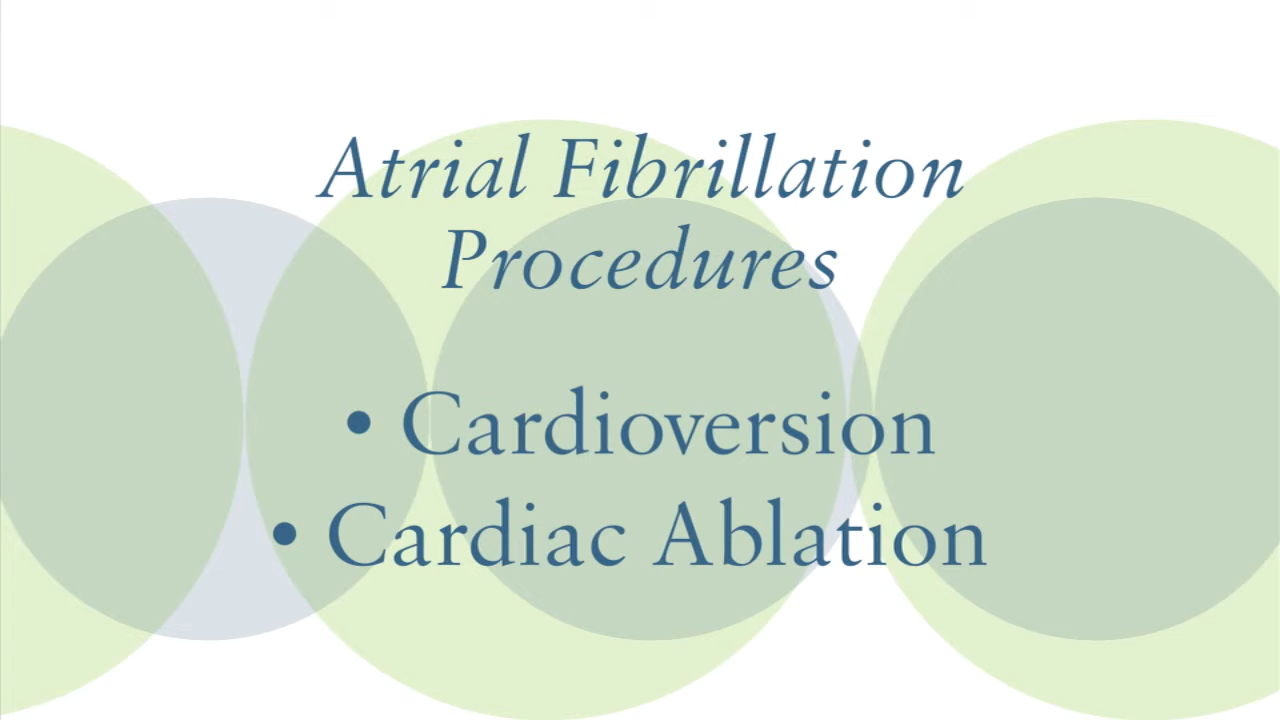 Atrial Fibrillation
Procedures
• Cardioversion
• Cardiac Ablation